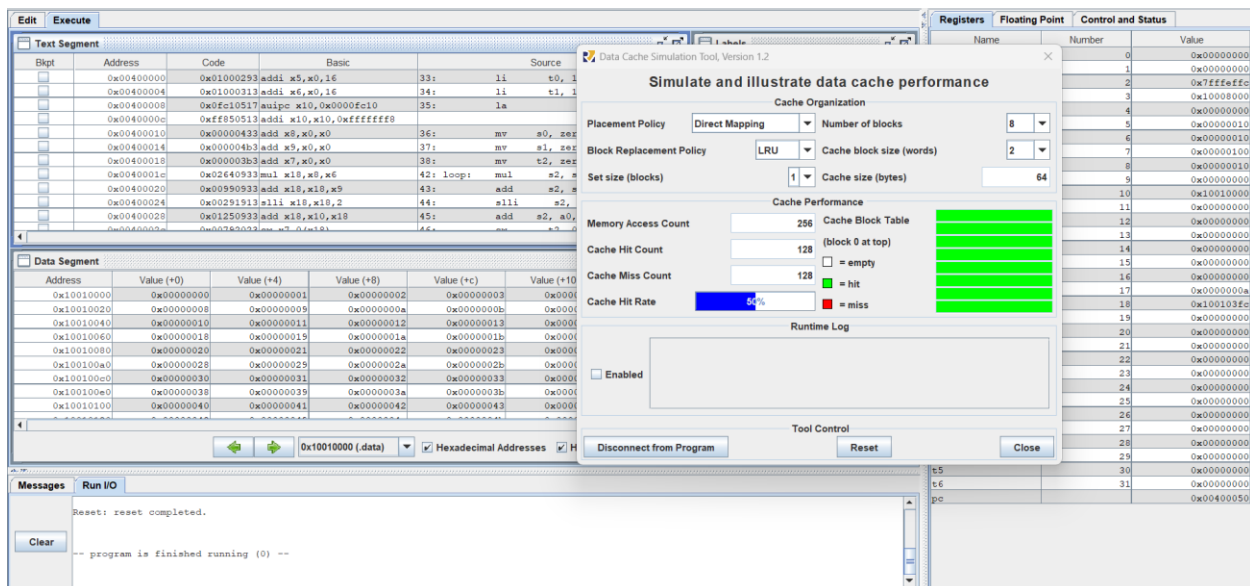 Edit Execute
Text Segment
Bkpt Address Code Basic Source
0x00400000 0x01000293 addi x5,x0,16 33: li t0, 1
0x00400004 0x01000313 addi x6,x0,16 34: li t1, 1
0x00400008 0x0fc10517 auipc x10,0x0000fc10 35: la
0x0040000c 0xff850513 addi x10,x10,0xfffffff8
0x00400010 0x00000433 add x8,x0,x0 36: mv s0, zer
0x00400014 0x000004b3 add x9,x0,x0 37: mv s1, zer
0x00400018 0x000003b3 add x7,x0,x0 38: mv t2, zer
0x0040001c 0x02640933 mul x18,x8,x6 42: loop: mul s2, s
0x00400020 0x00990933 add x18,x18,x9 43: add s2, s
0x00400024 0x00291913 slli x18,x18,2 44: slli s2,
0x00400028 0x01250933 add x18,x10,x18 45: add s2, a0,
Labels
Data Segment
Address Value (+0) Value (+4) Value (+8) Value (+c) Value (+10
0x10010000 0x00000000 0x00000001 0x00000002 0x00000003 0x0000
0x10010020 0x00000008 0x00000009 0x0000000a 0x0000000b 0x0000
0x10010040 0x00000010 0x00000011 0x00000012 0x00000013 0x0000
0x10010060 0x00000018 0x00000019 0x0000001a 0x0000001b 0x0000
0x10010080 0x00000020 0x00000021 0x00000022 0x00000023 0x0000
0x100100a0 0x00000028 0x00000029 0x0000002a 0x0000002b 0x0000
0x100100c0 0x00000030 0x00000031 0x00000032 0x00000033 0x0000
0x100100e0 0x00000038 0x00000039 0x0000003a 0x0000003b 0x0000
0x10010100 0x00000040 0x00000041 0x00000042 0x00000043 0x0000
0x10010000 (.data) Hexadecimal Addresses H
Messages Run I/O
Clear
Reset: reset completed.
-- program is finished running (0) --
Data Cache Simulation Tool, Version 1.2
Simulate and illustrate data cache performance
Cache Organization
Placement Policy Direct Mapping Number of blocks 8
Block Replacement Policy LRU Cache block size (words) 2
Set size (blocks) 1 Cache size (bytes) 64
Cache Performance
Memory Access Count 256 Cache Block Table
(block 0 at top)
Cache Hit Count 128
= empty
Cache Miss Count 128
= hit
Cache Hit Rate 50% = miss
Runtime Log
Enabled
Tool Control
Disconnect from Program Reset Close
Registers Floating Point Control and Status
Name Number Value
0 0x00000000
1 0x00000000
2 0x7fffeffc
3 0x10008000
4 0x00000000
5 0x00000010
6 0x00000010
7 0x00000100
8 0x00000010
9 0x00000000
10 0x10010000
11 0x00000000
12 0x00000000
13 0x00000000
14 0x00000000
15 0x00000000
16 0x00000000
17 0x0000000a
18 0x100103fc
19 0x00000000
20 0x00000000
21 0x00000000
22 0x00000000
23 0x00000000
24 0x00000000
25 0x00000000
26 0x00000000
27 0x00000000
28 0x00000000
29 0x00000000
t5 30 0x00000000
t6 31 0x00000000
pc 0x00400050